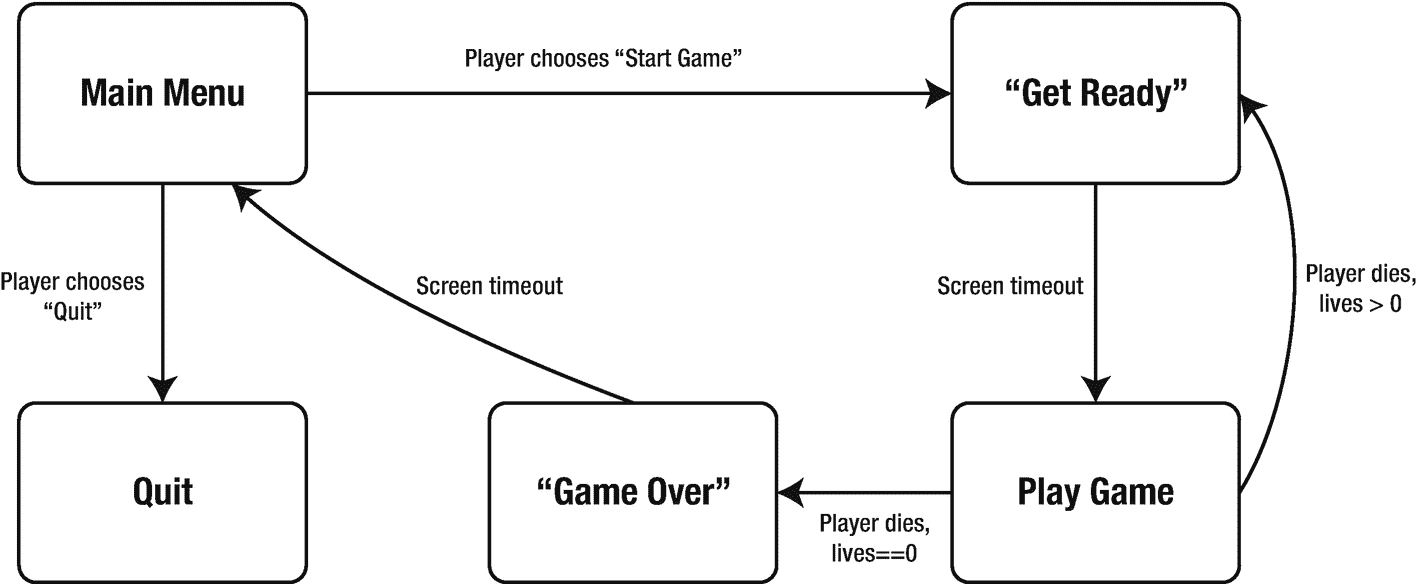 Player chooses “Start Game”
Main Menu
“Get Ready”
Player chooses
“Quit”
Screen timeout
Screen timeout
Player dies,
lives > 0
Quit
“Game Over”
Play Game
Player dies,
lives==0